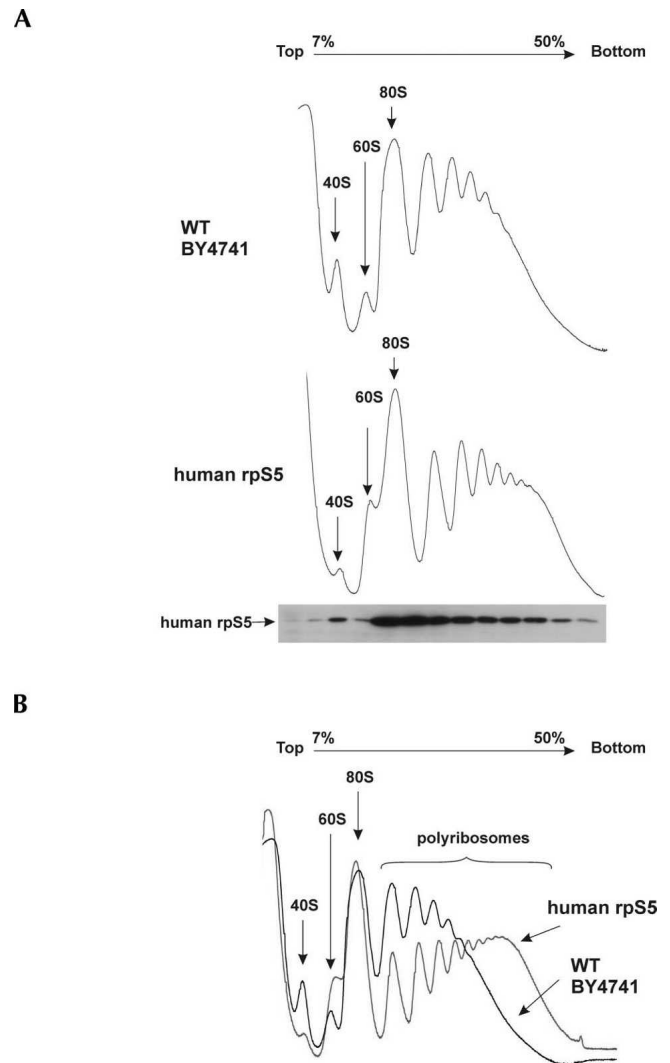 A
Top 7% 50% Bottom
80S
60S
40S
WT
BY4741
80S
60S
human rpS5
40S
human rpS5
B
Top 7% 50% Bottom
80S
60S
polyribosomes
40S
human rpS5
WT
BY4741